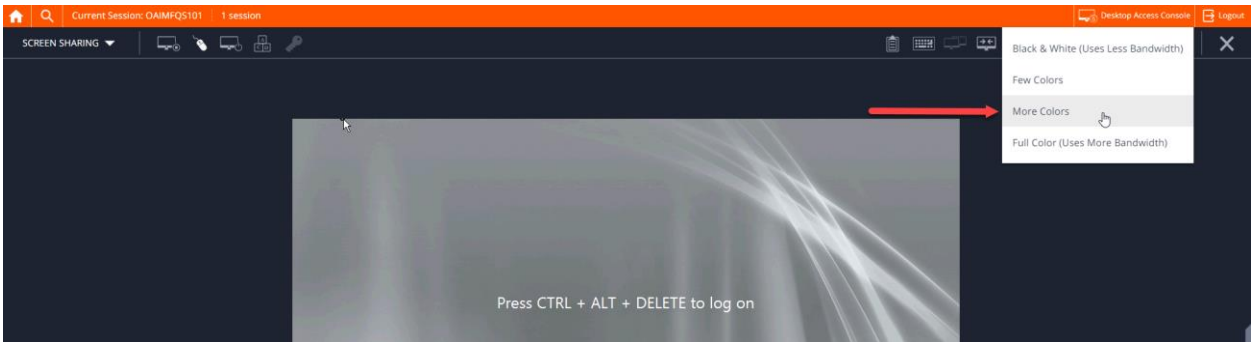 Current Session: OAIMFQS101 1 session
Desktop Access Console Logout
SCREEN SHARING
Black & White (Uses Less Bandwidth)
Few Colors
More Colors
Full Color (Uses More Bandwidth)
Press CTRL + ALT + DELETE to log on